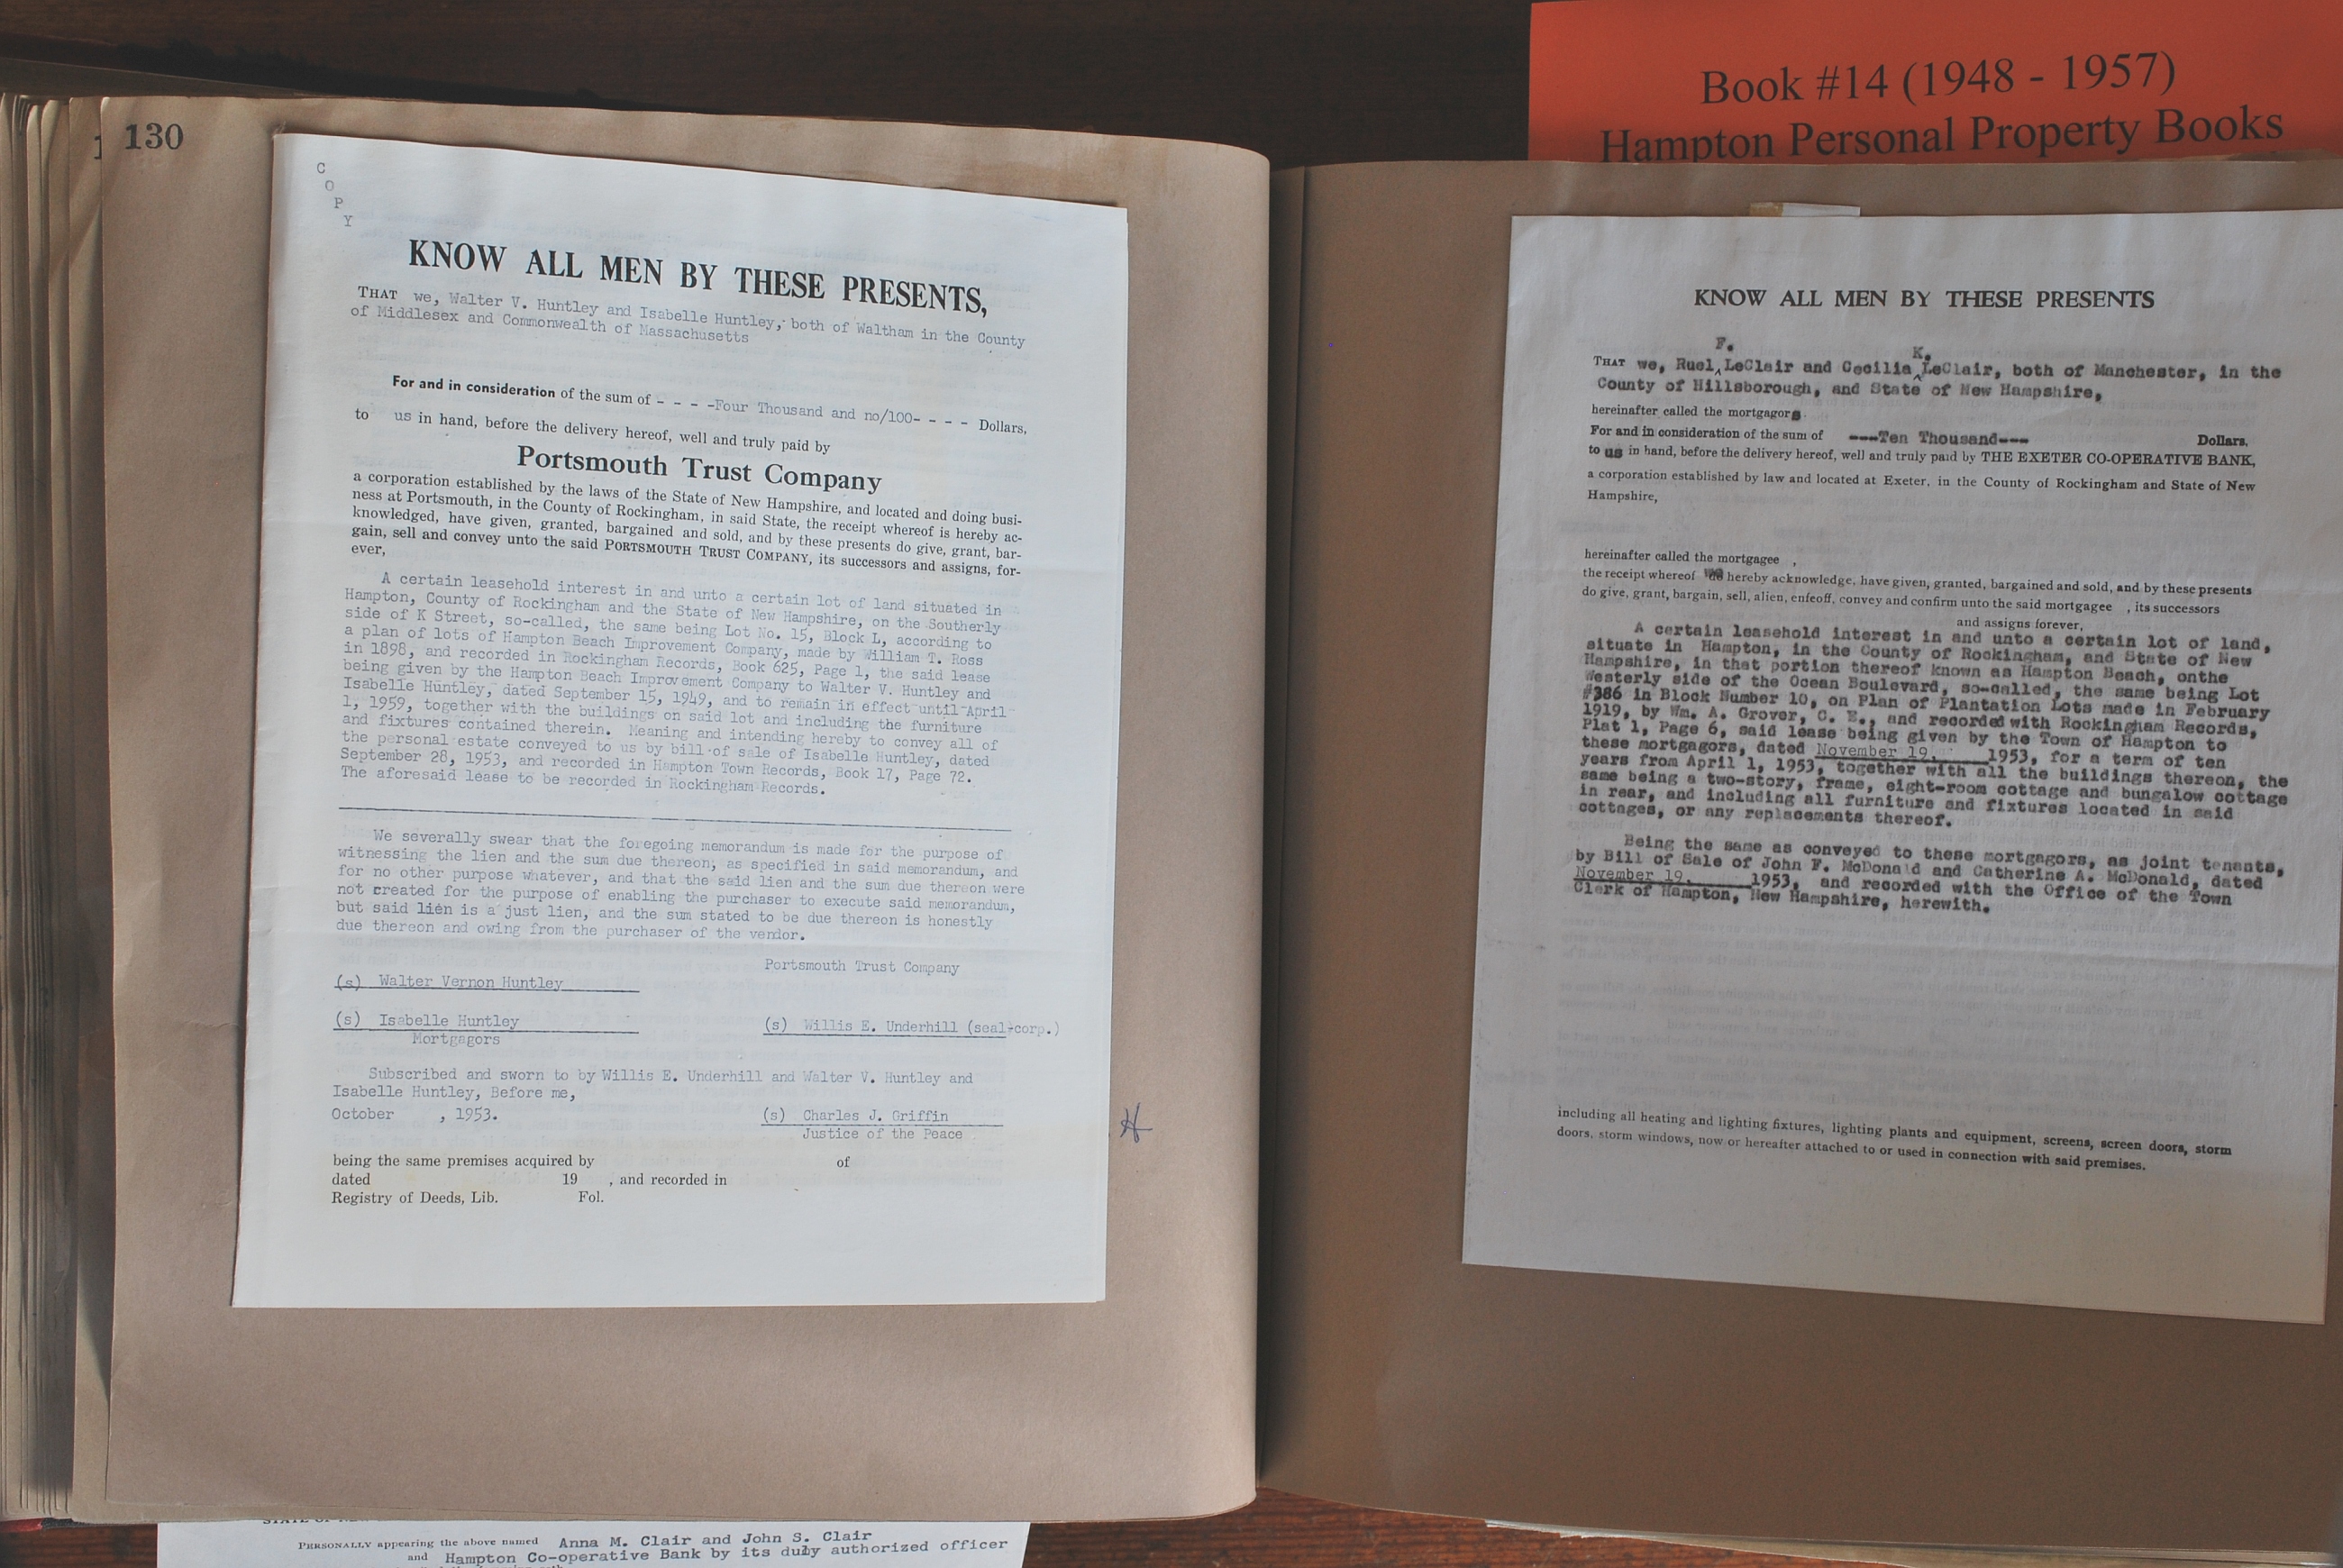 Book #14 (1948 - 1957)
Hampton Personal Property Books
130
C
O
P
Y
KNOW ALL MEN BY THESE PRESENTS,
THAT we, Walter V. Huntley and Isabelle Huntley, both of Waltham in the County
of Middlesex and Commonwealth of Massachusetts
For and in consideration of the sum of - - - -Four Thousand and no/100- - - - Dollars,
to us in hand, before the delivery hereof, well and truly paid by
Portsmouth Trust Company
a corporation established by the laws of the State of New Hampshire, and located and doing busi-
ness at Portsmouth, in the County of Rockingham, in said State, the receipt whereof is hereby ac-
knowledged, have given, granted, bargained and sold, and by these presents do give, grant, bar-
gain, sell and convey unto the said PORTSMOUTH TRUST COMPANY, its successors and assigns, for-
ever,
A certain leasehold interest in and unto a certain lot of land situated in
Hampton, County of Rockingham and the State of New Hampshire, on the Southerly
side of K Street, so-called, the same being Lot No. 15, Block L, according to
a plan of lots of Hampton Beach Improvement Company, made by William T. Ross
in 1898, and recorded in Rockingham Records, Book 625, Page 1, the said lease
being given by the Hampton Beach Improvement Company to Walter V. Huntley and
Isabelle Huntley, dated September 15, 1949, and to remain in effect until April
1, 1959, together with the buildings on said lot and including the furniture
and fixtures contained therein. Meaning and intending hereby to convey all of
the personal estate conveyed to us by bill of sale of Isabelle Huntley, dated
September 28, 1953, and recorded in Hampton Town Records, Book 17, Page 72.
The aforesaid lease to be recorded in Rockingham Records.
We severally swear that the foregoing memorandum is made for the purpose of
witnessing the lien and the sum due thereon, as specified in said memorandum, and
for no other purpose whatever, and that the said lien and the sum due thereon were
not created for the purpose of enabling the purchaser to execute said memorandum,
but said lien is a just lien, and the sum stated to be due thereon is honestly
due thereon and owing from the purchaser of the vendor.
Portsmouth Trust Company
(s) Walter Vernon Huntley
(s) Isabelle Huntley (s) Willis E. Underhill (seal-corp.)
Mortgagors
Subscribed and sworn to by Willis E. Underhill and Walter V. Huntley and
Isabelle Huntley, Before me,
October , 1953. (s) Charles J. Griffin
Justice of the Peace
being the same premises acquired by of
dated 19 , and recorded in
Registry of Deeds, Lib. Fol.
PERSONALLY appearing the above named Anna M. Clair and John S. Clair
and Hampton Co-operative Bank by its duly authorized officer
KNOW ALL MEN BY THESE PRESENTS
F. K.
THAT we, Ruel LeClair and Cecilia LeClair, both of Manchester, in the
County of Hillsborough, and State of New Hampshire,
hereinafter called the mortgagors
For and in consideration of the sum of ---Ten Thousand--- Dollars,
to us in hand, before the delivery hereof, well and truly paid by THE EXETER CO-OPERATIVE BANK,
a corporation established by law and located at Exeter, in the County of Rockingham and State of New
Hampshire,
hereinafter called the mortgagee ,
the receipt whereof we hereby acknowledge, have given, granted, bargained and sold, and by these presents
do give, grant, bargain, sell, alien, enfeoff, convey and confirm unto the said mortgagee , its successors
and assigns forever,
A certain leasehold interest in and unto a certain lot of land,
situate in Hampton, in the County of Rockingham, and State of New
Hampshire, in that portion thereof known as Hampton Beach, onthe
Westerly side of the Ocean Boulevard, so-called, the same being Lot
#386 in Block Number 10, on Plan of Plantation Lots made in February
1919, by Wm. A. Grover, C. E., and recorded with Rockingham Records,
Plat 1, Page 6, said lease being given by the Town of Hampton to
these mortgagors, dated November 19, 1953, for a term of ten
years from April 1, 1953, together with all the buildings thereon, the
same being a two-story, frame, eight-room cottage and bungalow cottage
in rear, and including all furniture and fixtures located in said
cottages, or any replacements thereof.
Being the same as conveyed to these mortgagors, as joint tenants,
by Bill of Sale of John F. McDonald and Catherine A. McDonald, dated
November 19, 1953, and recorded with the Office of the Town
Clerk of Hampton, New Hampshire, herewith.
including all heating and lighting fixtures, lighting plants and equipment, screens, screen doors, storm
doors, storm windows, now or hereafter attached to or used in connection with said premises.